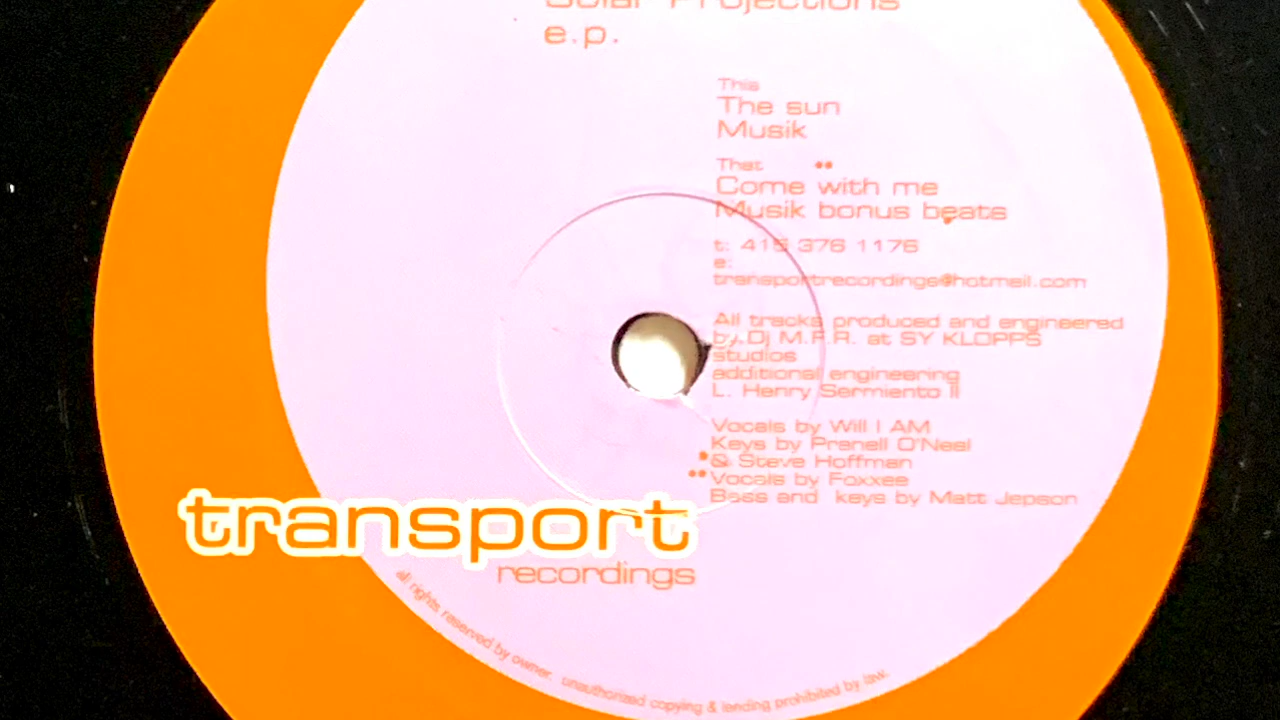 Solar Projections
e.p.
This
The sun
Musik
That
Come with me
Musik bonus beats
t: 415 376 1176
e:
transportrecordings@hotmail.com
All tracks produced and engineered
by Dj M.F.R. at SY KLOPPS
studios
additional engineering
L. Henry Sermiento II
Vocals by Will I AM
Keys by Pranell O'Neal
& Steve Hoffman
Vocals by Foxxee
Bass and keys by Matt Jepson
transport
recordings
all rights reserved by owner. unauthorized copying & lending prohibited by law.